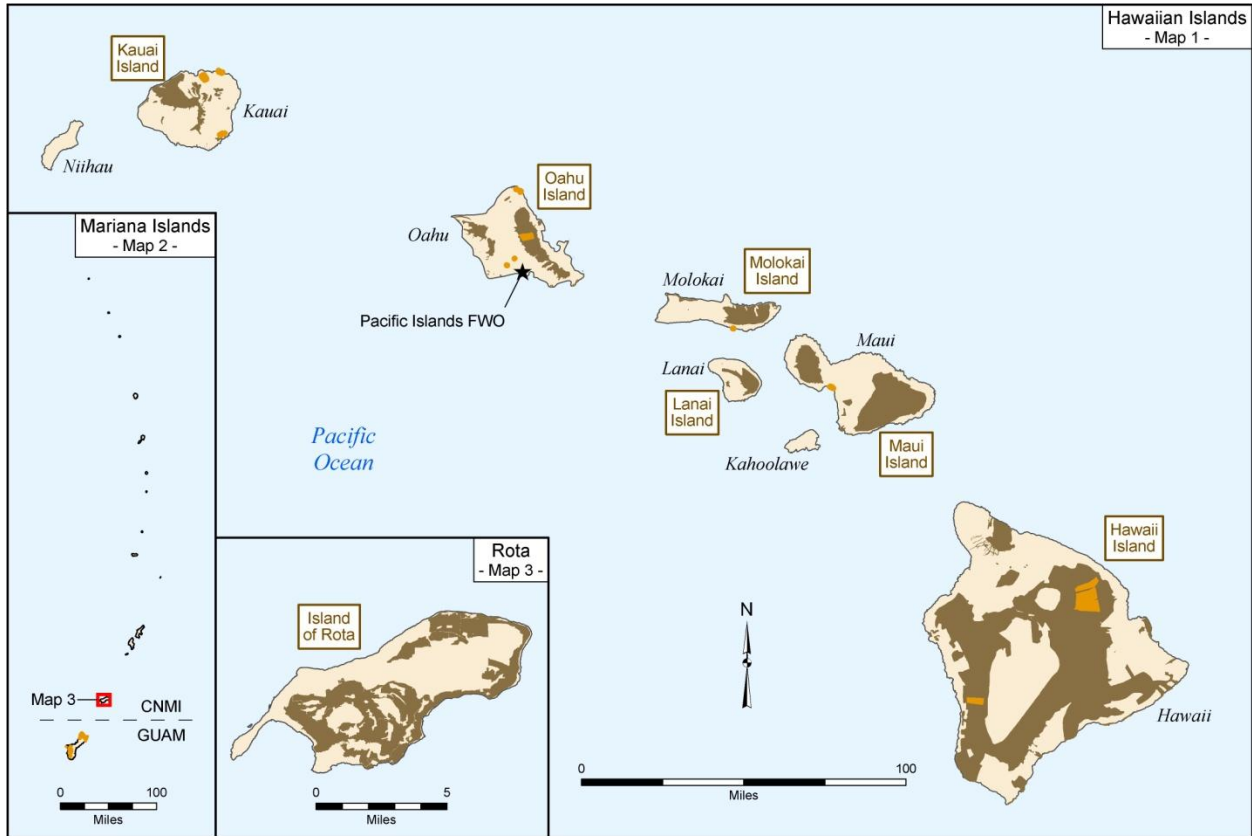 Hawaiian Islands
- Map 1 -
Kauai
Island
Kauai
Niihau
Oahu
Island
Oahu
Pacific Islands FWO
Molokai
Molokai
Island
Maui
Lanai
Lanai
Island
Maui
Island
Kahoolawe
Pacific
Ocean
Hawaii
Island
Hawaii
N
0 100
Miles
Mariana Islands
- Map 2 -
Map 3
CNMI
GUAM
0 100
Miles
Rota
- Map 3 -
Island
of Rota
0 5
Miles